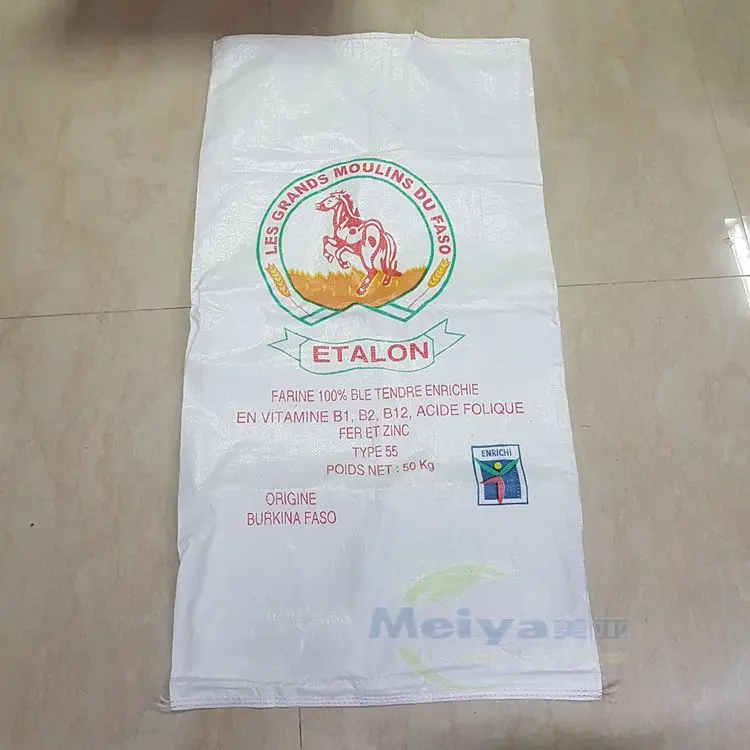 LES GRANDS MOULINS DU FASO
ETALON
FARINE 100% BLE TENDRE ENRICHIE
EN VITAMINE B1, B2, B12, ACIDE FOLIQUE
FER ET ZINC
TYPE 55
POIDS NET : 50 Kg
ENRICHI
ORIGINE
BURKINA FASO
Meiya美亚